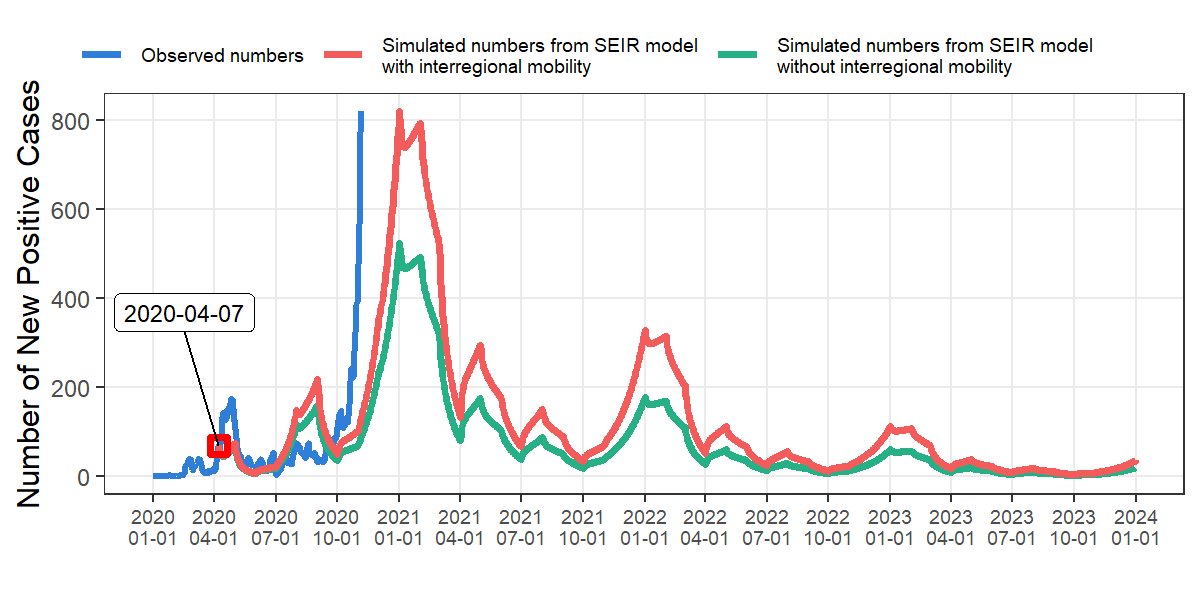 Observed numbers
Simulated numbers from SEIR model
with interregional mobility
Simulated numbers from SEIR model
without interregional mobility
Number of New Positive Cases
800
600
400
200
0
2020-04-07
2020 2020 2020 2020 2021 2021 2021 2021 2022 2022 2022 2022 2023 2023 2023 2023 2024
01-01 04-01 07-01 10-01 01-01 04-01 07-01 10-01 01-01 04-01 07-01 10-01 01-01 04-01 07-01 10-01 01-01